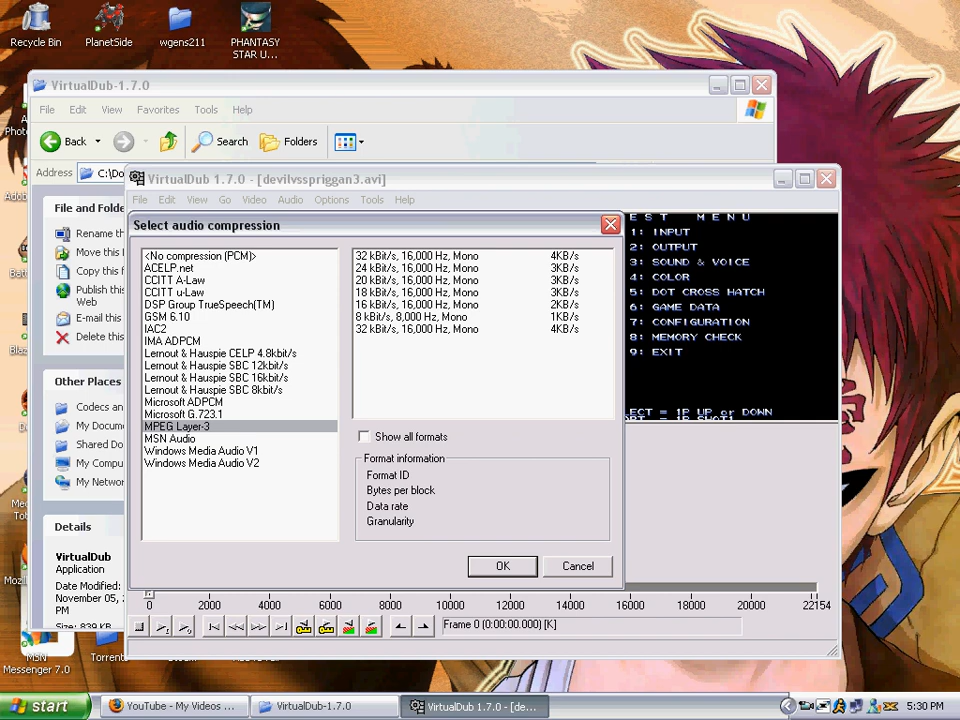 Recycle Bin
PlanetSide
wgens211
PHANTASY
STAR U...
VirtualDub-1.7.0
File Edit View Favorites Tools Help
Back
Search
Folders
Address
C:\Do
File and Folde
Rename th
Move this
Copy this f
Publish this
Web
E-mail this
Delete this
Other Places
Codecs an
My Docume
Shared Do
My Compu
My Networ
Details
VirtualDub
Application
Date Modified:
November 05, 
PM
Size: 839 KB
VirtualDub 1.7.0 - [devilvsspriggan3.avi]
File Edit View Go Video Audio Options Tools Help
Select audio compression
<No compression (PCM)>
ACELP.net
CCITT A-Law
CCITT u-Law
DSP Group TrueSpeech(TM)
GSM 6.10
IAC2
IMA ADPCM
Lernout & Hauspie CELP 4.8kbit/s
Lernout & Hauspie SBC 12kbit/s
Lernout & Hauspie SBC 16kbit/s
Lernout & Hauspie SBC 8kbit/s
Microsoft ADPCM
Microsoft G.723.1
MPEG Layer-3
MSN Audio
Windows Media Audio V1
Windows Media Audio V2
32 kBit/s, 16,000 Hz, Mono 4KB/s
24 kBit/s, 16,000 Hz, Mono 3KB/s
20 kBit/s, 16,000 Hz, Mono 3KB/s
18 kBit/s, 16,000 Hz, Mono 3KB/s
16 kBit/s, 16,000 Hz, Mono 2KB/s
8 kBit/s, 8,000 Hz, Mono 1KB/s
32 kBit/s, 16,000 Hz, Mono 4KB/s
Show all formats
Format information
Format ID
Bytes per block
Data rate
Granularity
OK
Cancel
EST MENU
1: INPUT
2: OUTPUT
3: SOUND & VOICE
4: COLOR
5: DOT CROSS HATCH
6: GAME DATA
7: CONFIGURATION
8: MEMORY CHECK
9: EXIT
LECT = 1P UP or DOWN
0 2000 4000 6000 8000 10000 12000 14000 16000 18000 20000 22154
Frame 0 (0:00:00.000) [K]
MSN
Messenger 7.0
Torrents
start
YouTube - My Videos ...
VirtualDub-1.7.0
VirtualDub 1.7.0 - [de...
5:30 PM